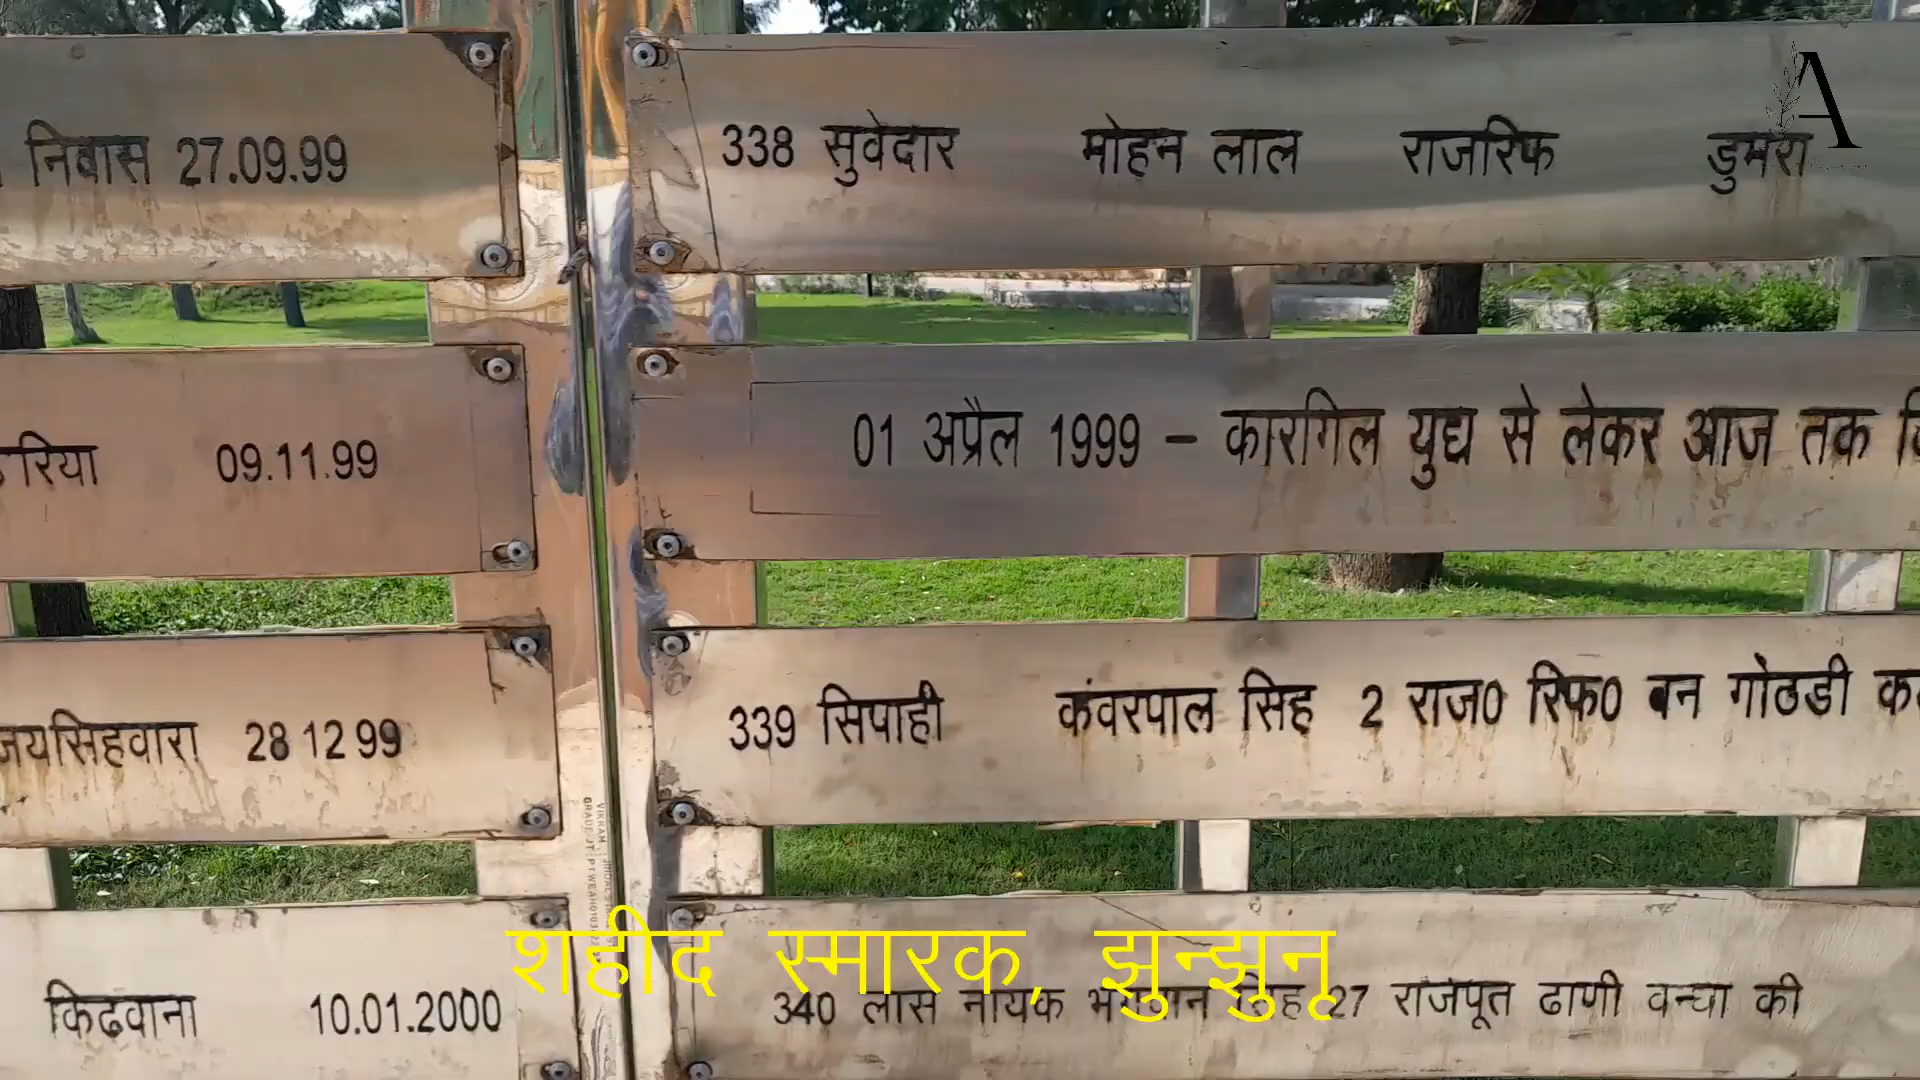 निवास 27.09.99
338 सुवेदार मोहन लाल राजरिफ डुमरा
A
रिया 09.11.99
01 अप्रैल 1999 – कारगिल युद्य से लेकर आज तक
जयसिहवारा 28 12 99
339 सिपाही कंवरपाल सिह 2 राज0 रिफ0 बन गोठडी
किढवाना 10.01.2000
340 लास नायक भगवान सिह 27 राजपूत ढाणी वन्चा की
शहीद स्मारक, झुन्झुनू